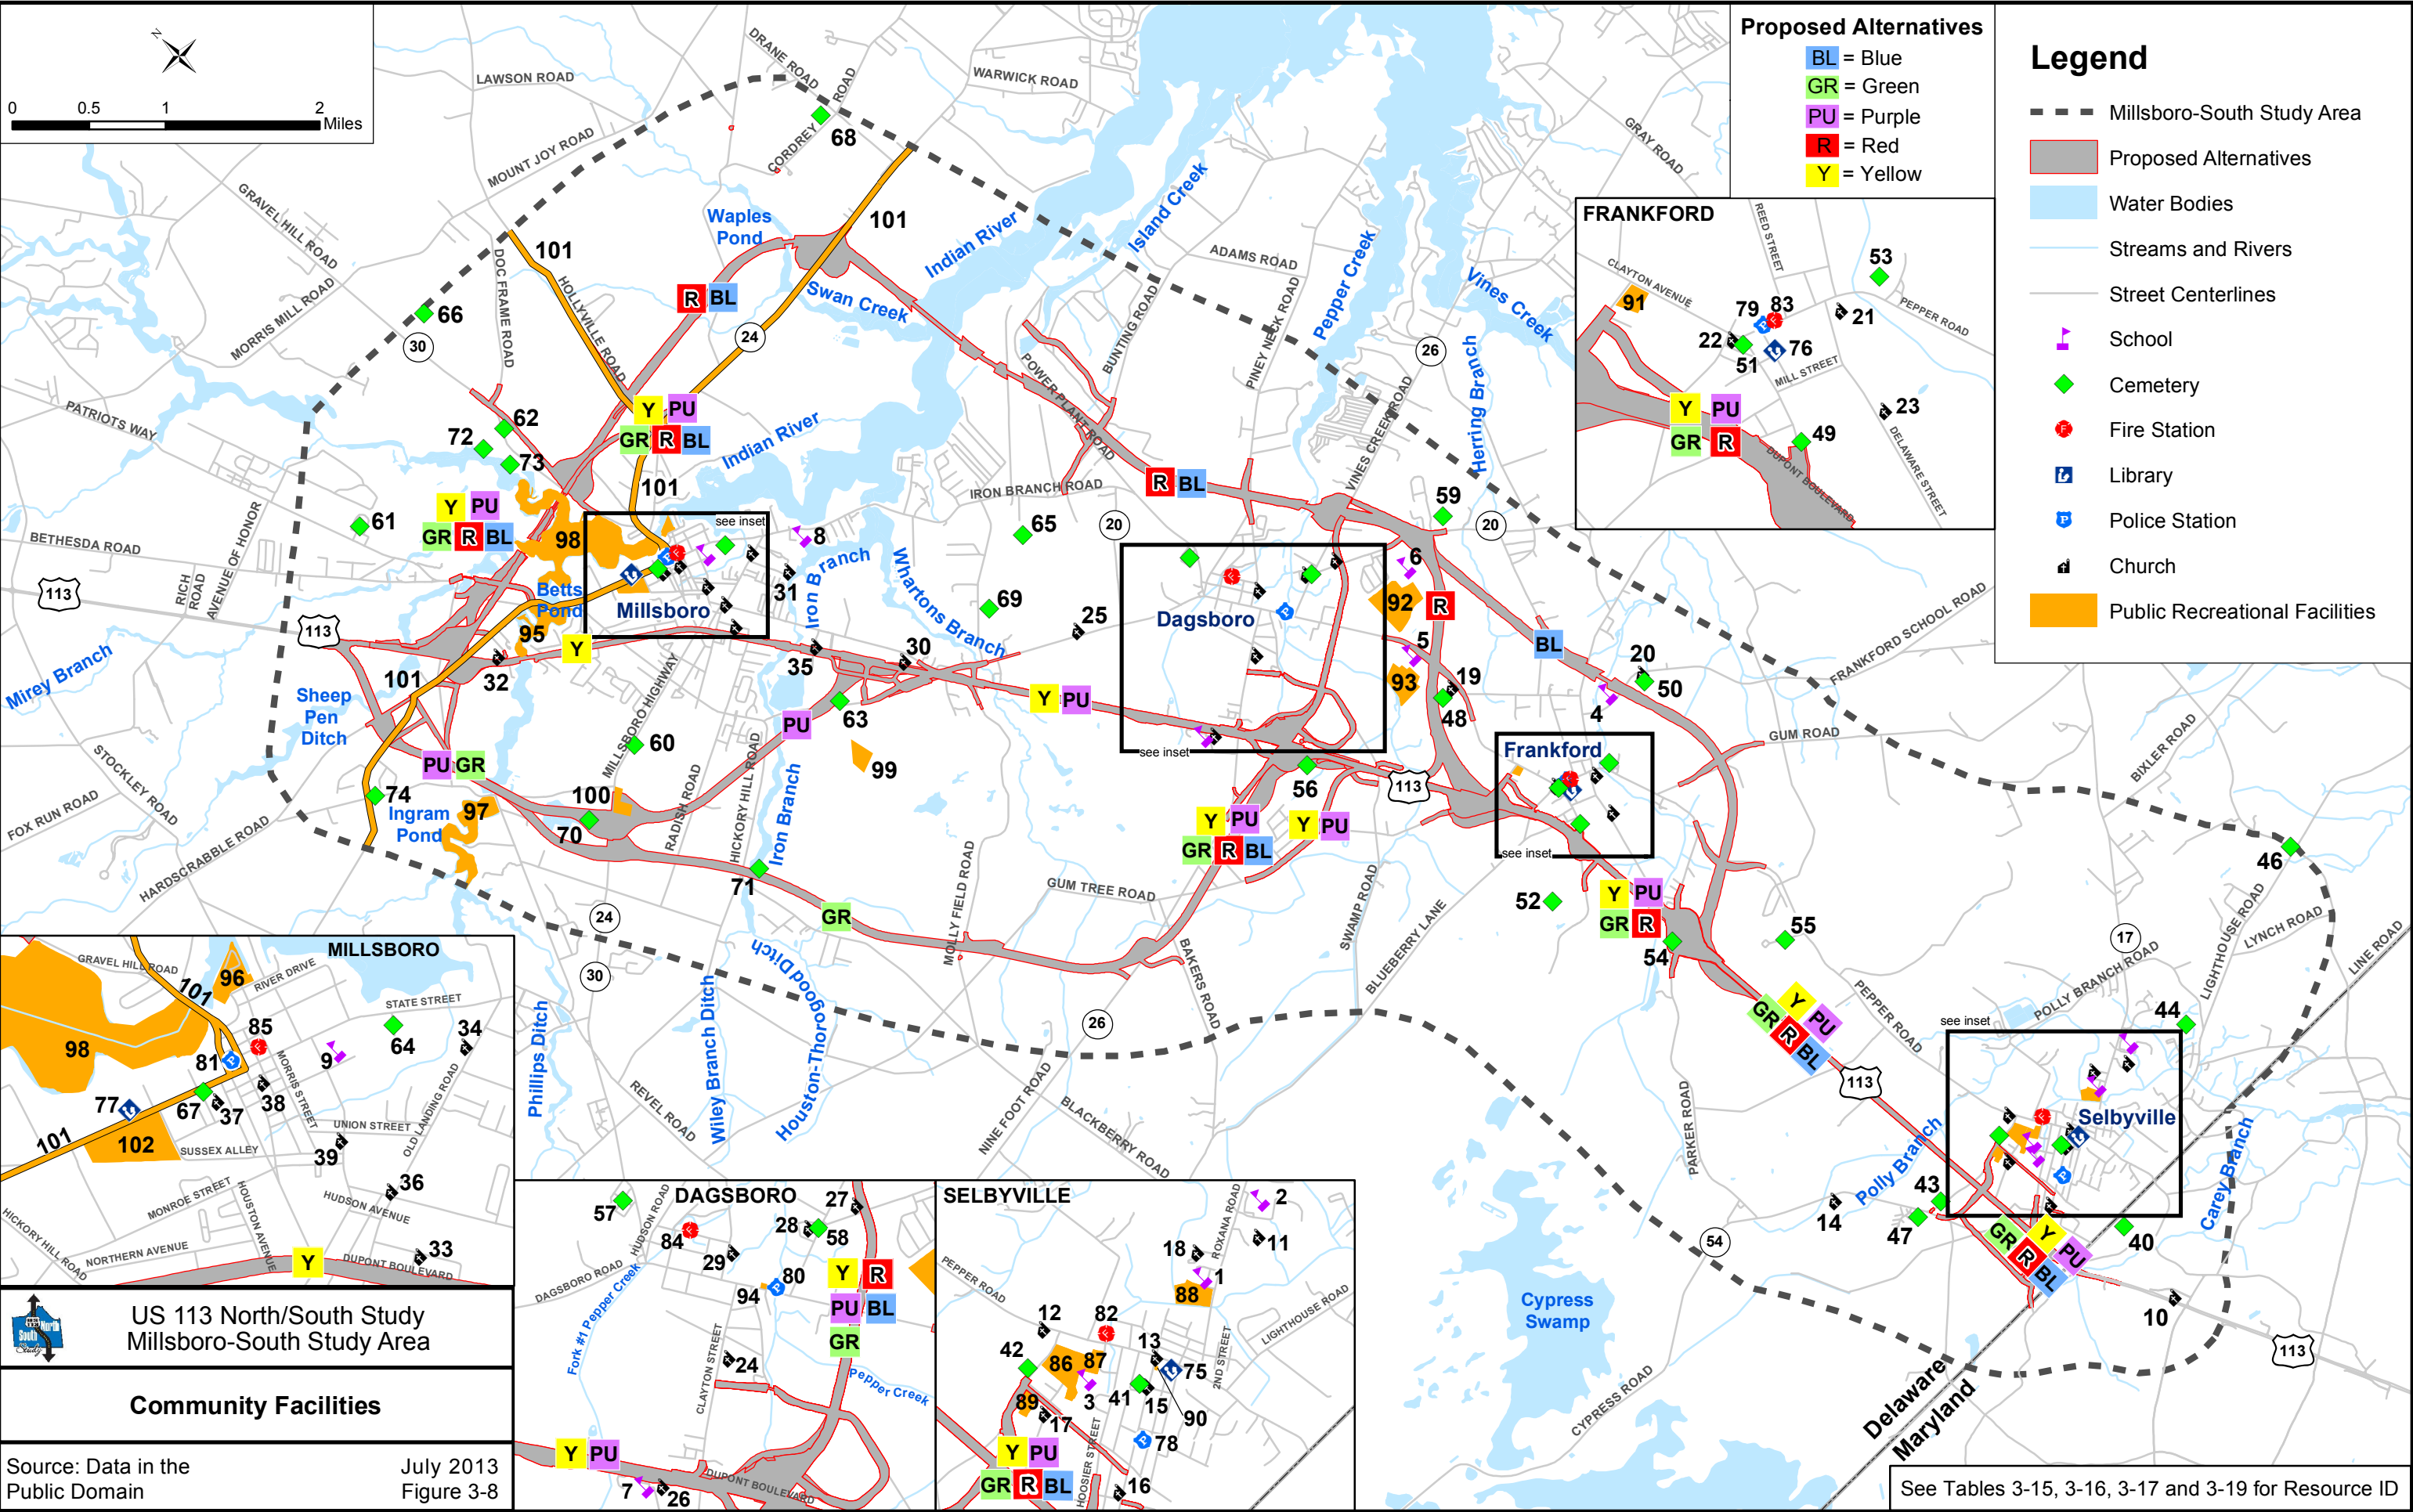 N
0 0.5 1 2
Miles
Proposed Alternatives
BL = Blue
GR = Green
PU = Purple
R = Red
Y = Yellow
Legend
Millsboro-South Study Area
Proposed Alternatives
Water Bodies
Streams and Rivers
Street Centerlines
School
Cemetery
Fire Station
Library
Police Station
Church
Public Recreational Facilities
FRANKFORD
REED STREET
CLAYTON AVENUE
PEPPER ROAD
MILL STREET
DELAWARE STREET
DUPONT BOULEVARD
91
79
83
53
21
22
51
76
23
49
Y PU
GR R
LAWSON ROAD
DRANE ROAD
CORDREY
ROAD
WARWICK ROAD
MOUNT JOY ROAD
GRAVEL HILL ROAD
MORRIS MILL ROAD
DOC FRAME ROAD
HOLLYVILLE ROAD
PATRIOTS WAY
BETHESDA ROAD
RICH
ROAD
AVENUE OF HONOR
GRAY ROAD
ADAMS ROAD
BUNTING ROAD
PINEY NECK ROAD
POWER PLANT ROAD
IRON BRANCH ROAD
VINES CREEK ROAD
FRANKFORD SCHOOL ROAD
GUM ROAD
BIXLER ROAD
LIGHTHOUSE ROAD
LYNCH ROAD
LINE ROAD
POLLY BRANCH ROAD
PEPPER ROAD
PARKER ROAD
CYPRESS ROAD
BLUEBERRY LANE
SWAMP ROAD
BAKERS ROAD
GUM TREE ROAD
MOLLY FIELD ROAD
NINE FOOT ROAD
BLACKBERRY ROAD
REVEL ROAD
HICKORY HILL ROAD
RADISH ROAD
MILLSBORO HIGHWAY
STOCKLEY ROAD
FOX RUN ROAD
HARDSCRABBLE ROAD
Waples
Pond
Swan Creek
Indian River
Island Creek
Pepper Creek
Vines Creek
Herring Branch
Indian River
Iron Branch
Whartons Branch
Betts
Pond
Mirey Branch
Sheep
Pen
Ditch
Ingram
Pond
Iron Branch
Phillips Ditch
Wiley Branch Ditch
Houston-Thorogood Ditch
Polly Branch
Carey Branch
Cypress
Swamp
Delaware
Maryland
Millsboro
Dagsboro
Frankford
Selbyville
see inset
see inset
see inset
see inset
68
101
101
66
30
24
R BL
Y PU
GR R BL
62
72
73
61
Y PU
GR R BL
98
101
8
31
113
113
95
Y
32
101
35
30
PU
63
60
99
100
PU GR
74
97
70
71
GR
24
30
65
20
69
25
Y PU
R BL
26
59
20
6
92
R
5
93
19
48
BL
20
50
4
56
113
Y PU
GR R BL
Y PU
26
52
Y PU
GR R
54
55
Y PU
GR R BL
113
17
46
44
43
47
14
54
40
10
113
Y PU
GR R BL
MILLSBORO
GRAVEL HILL ROAD
RIVER DRIVE
STATE STREET
MORRIS STREET
UNION STREET
OLD LANDING ROAD
SUSSEX ALLEY
MONROE STREET
HOUSTON AVENUE
HUDSON AVENUE
HICKORY HILL ROAD
NORTHERN AVENUE
DUPONT BOULEVARD
101
96
98
85
81
9
64
34
77
67
37
38
101
102
39
36
33
Y
DAGSBORO
HUDSON ROAD
DAGSBORO ROAD
Fork #1 Pepper Creek
CLAYTON STREET
Pepper Creek
DUPONT BOULEVARD
57
84
29
28
58
27
80
94
24
Y R
PU BL
GR
Y PU
7
26
SELBYVILLE
ROXANA ROAD
PEPPER ROAD
LIGHTHOUSE ROAD
2ND STREET
HOOSIER STREET
2
18
11
1
88
12
82
42
86
87
13
75
3
41
15
90
89
17
78
16
Y PU
GR R BL
US 113 North/South Study
Millsboro-South Study Area
Community Facilities
Source: Data in the
Public Domain
July 2013
Figure 3-8
See Tables 3-15, 3-16, 3-17 and 3-19 for Resource ID